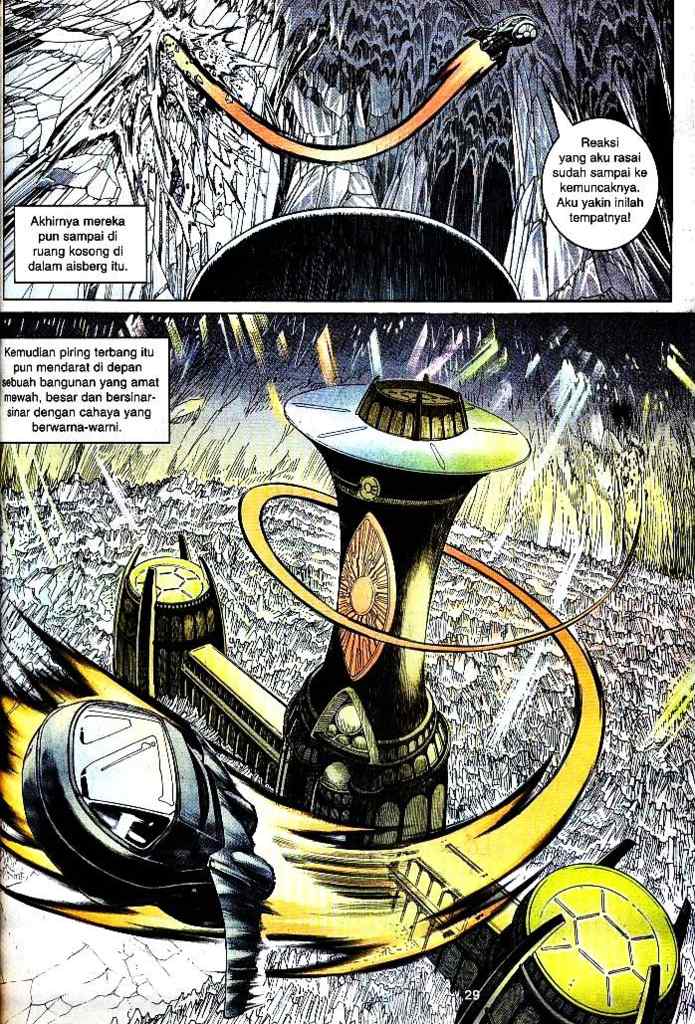 Reaksi
yang aku rasai
sudah sampai ke
kemuncaknya.
Aku yakin inilah
tempatnya!
Akhirnya mereka
pun sampai di
ruang kosong di
dalam aisberg itu.
Kemudian piring terbang itu
pun mendarat di depan
sebuah bangunan yang amat
mewah, besar dan bersinar-
sinar dengan cahaya yang
berwarna-warni.
29